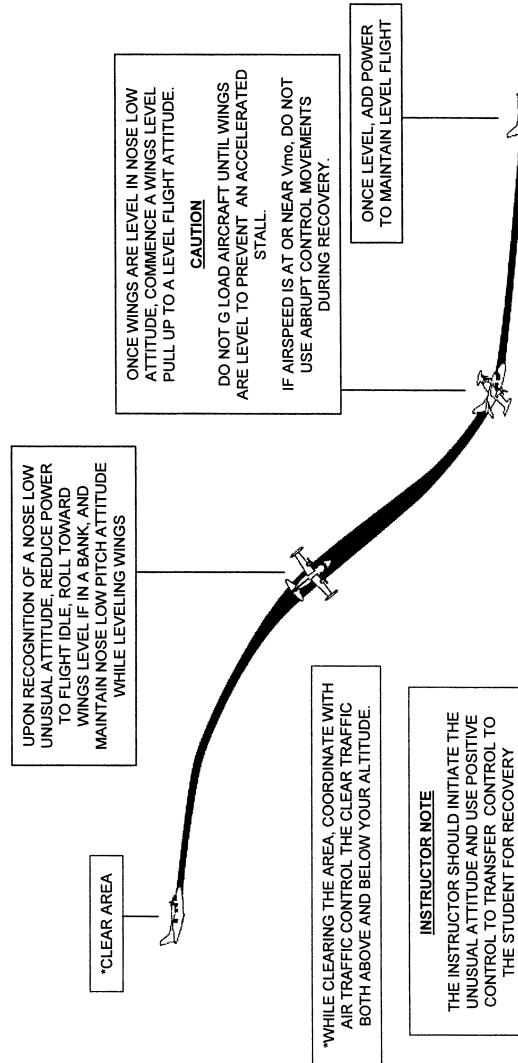 *CLEAR AREA
UPON RECOGNITION OF A NOSE LOW
UNUSUAL ATTITUDE, REDUCE POWER
TO FLIGHT IDLE, ROLL TOWARD
WINGS LEVEL IF IN A BANK, AND
MAINTAIN NOSE LOW PITCH ATTITUDE
WHILE LEVELING WINGS
ONCE WINGS ARE LEVEL IN NOSE LOW
ATTITUDE, COMMENCE A WINGS LEVEL
PULL UP TO A LEVEL FLIGHT ATTITUDE.
CAUTION
DO NOT G LOAD AIRCRAFT UNTIL WINGS
ARE LEVEL TO PREVENT AN ACCELERATED
STALL.
IF AIRSPEED IS AT OR NEAR Vmo, DO NOT
USE ABRUPT CONTROL MOVEMENTS
DURING RECOVERY.
ONCE LEVEL, ADD POWER
TO MAINTAIN LEVEL FLIGHT
*WHILE CLEARING THE AREA, COORDINATE WITH
AIR TRAFFIC CONTROL THE CLEAR TRAFFIC
BOTH ABOVE AND BELOW YOUR ALTITUDE.
INSTRUCTOR NOTE
THE INSTRUCTOR SHOULD INITIATE THE
UNUSUAL ATTITUDE AND USE POSITIVE
CONTROL TO TRANSFER CONTROL TO
THE STUDENT FOR RECOVERY